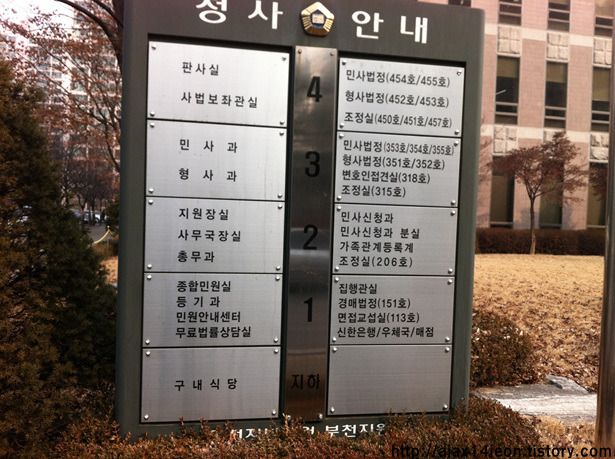 청사 안내
판사실
사법보좌관실
4
민사법정(454호/455호)
형사법정(452호/453호)
조정실(450호/451호/457호)
민사과
형사과
3
민사법정(353호/354호/355호)
형사법정(351호/352호)
변호인접견실(318호)
조정실(315호)
지원장실
사무국장실
총무과
2
민사신청과
민사신청과 분실
가족관계등록계
조정실(206호)
종합민원실
등기과
민원안내센터
무료법률상담실
1
집행관실
경매법정(151호)
면접교섭실(113호)
신한은행/우체국/매점
구내식당
지하
부천지원
http://ajax14jeon.tistory.com